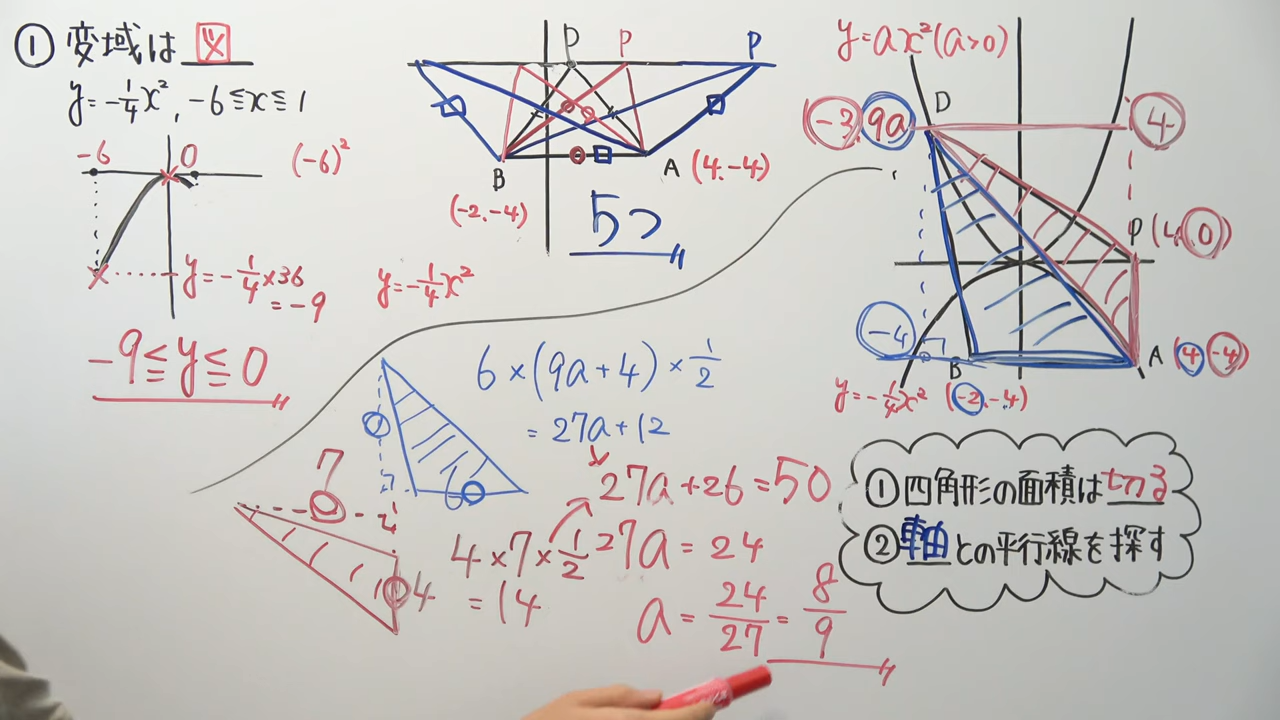 ① 変域は 図
y=-1/4x², -6≦x≦1
-6
0
(-6)²
y=-1/4×36
=-9
-9≦y≦0
P
P
P
B
A (4,-4)
(-2,-4)
5つ
y=-1/4x²
y=ax²(a>0)
D
-3, 9a
4
P (4, 0)
-4
B
A (4, -4)
y=-1/4x² (-2,-4)
6×(9a+4)×1/2
=27a+12
6
7
4
4×7×1/2
=14
27a+26=50
27a=24
a=24/27=8/9
①四角形の面積は切る
②軸との平行線を探す